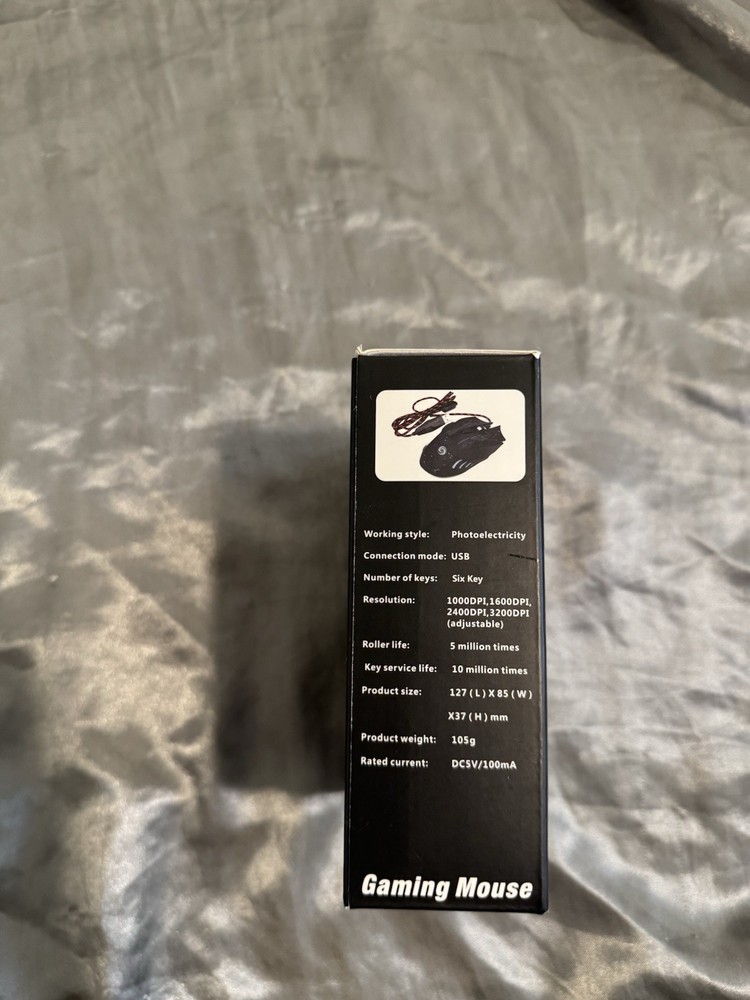 Working style: Photoelectricity
Connection mode: USB
Number of keys: Six Key
Resolution: 1000DPI,1600DPI,
2400DPI,3200DPI
(adjustable)
Roller life: 5 million times
Key service life: 10 million times
Product size: 127 ( L ) X 85 ( W )
X37 ( H ) mm
Product weight: 105g
Rated current: DC5V/100mA
Gaming Mouse